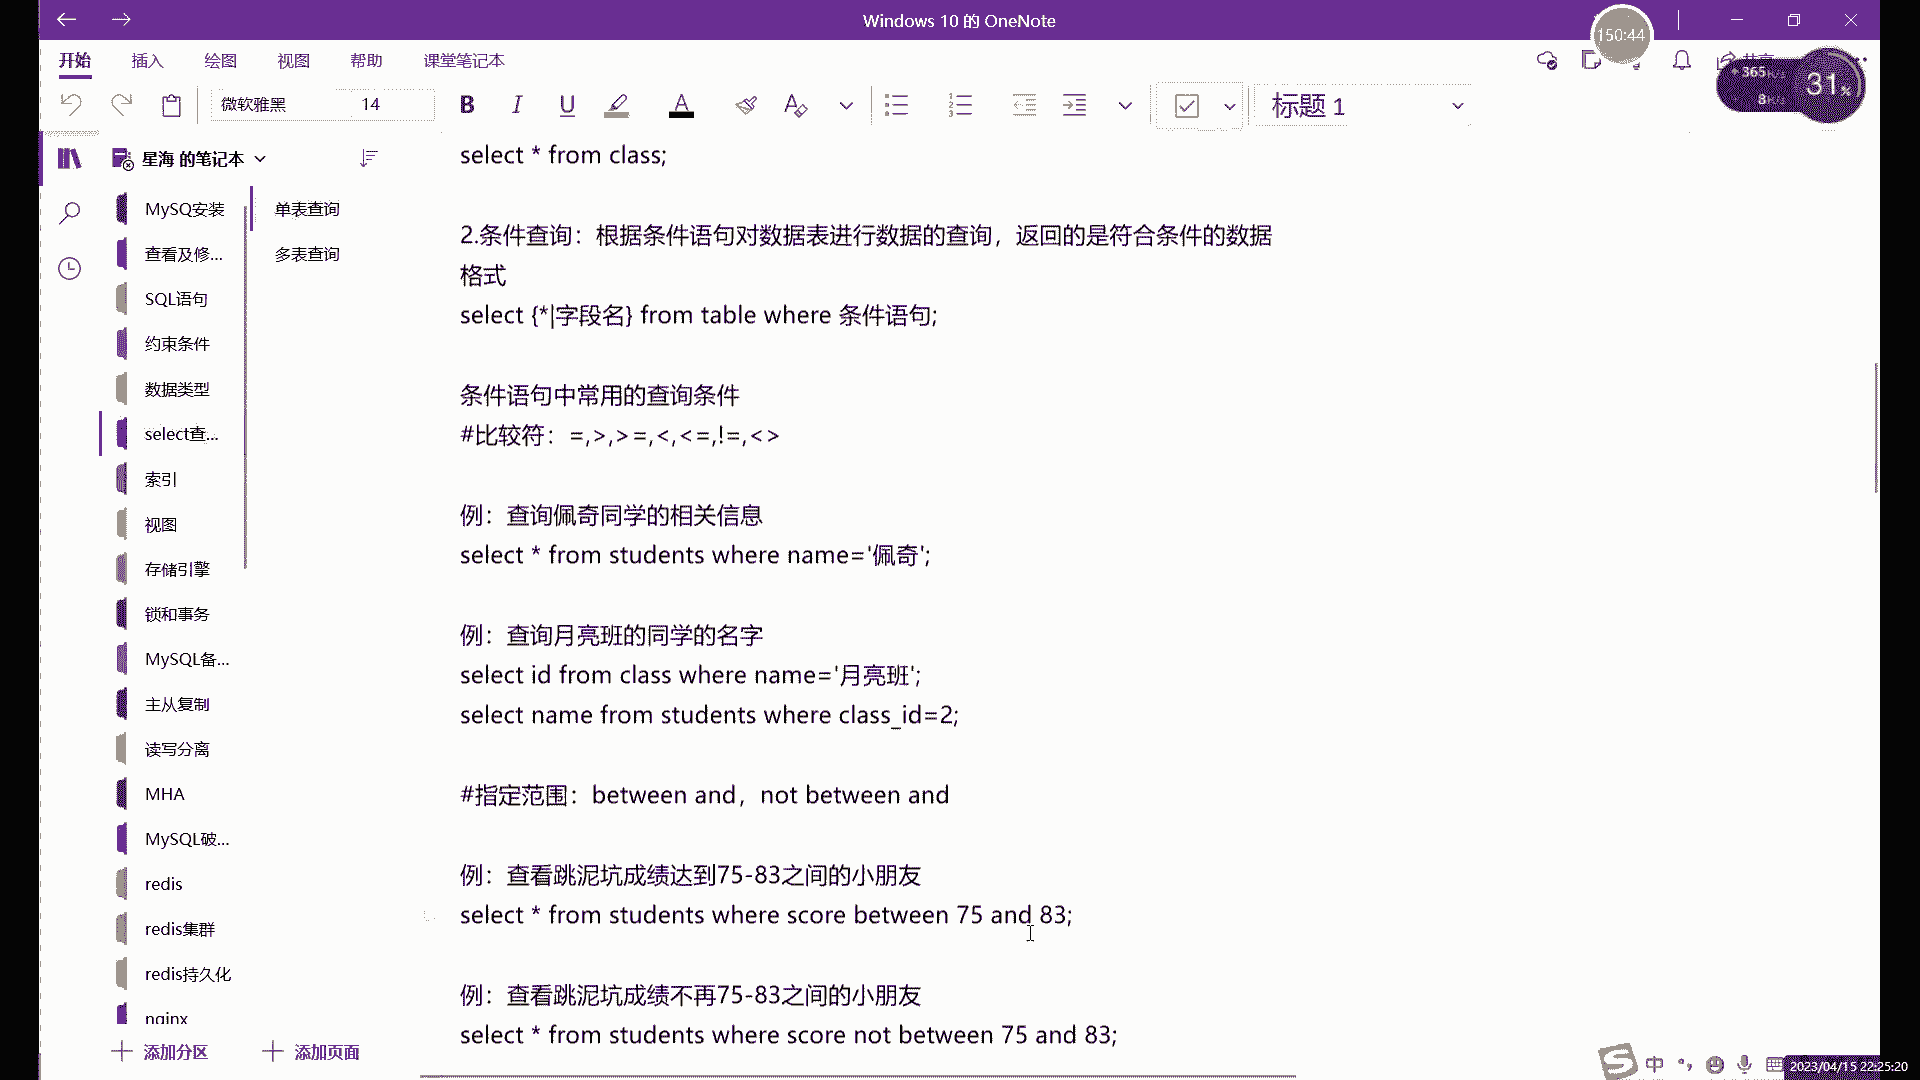 Windows 10 的 OneNote
150:44
开始 插入 绘图 视图 帮助 课堂笔记本
共享
365K/s
8K/s
31%
微软雅黑 14 B I U A 标题 1
星海 的笔记本
MySQ安装
查看及修...
SQL语句
约束条件
数据类型
select查...
索引
视图
存储引擎
锁和事务
MySQL备...
主从复制
读写分离
MHA
MySQL破...
redis
redis集群
redis持久化
nginx
添加分区
单表查询
多表查询
添加页面
select * from class;
2.条件查询：根据条件语句对数据表进行数据的查询，返回的是符合条件的数据
格式
select {*|字段名} from table where 条件语句;
条件语句中常用的查询条件
#比较符：=,>,>=,<,<=,!=,<>
例：查询佩奇同学的相关信息
select * from students where name='佩奇';
例：查询月亮班的同学的名字
select id from class where name='月亮班';
select name from students where class_id=2;
#指定范围：between and，not between and
例：查看跳泥坑成绩达到75-83之间的小朋友
select * from students where score between 75 and 83;
例：查看跳泥坑成绩不再75-83之间的小朋友
select * from students where score not between 75 and 83;
中
2023/04/15 22:25:20